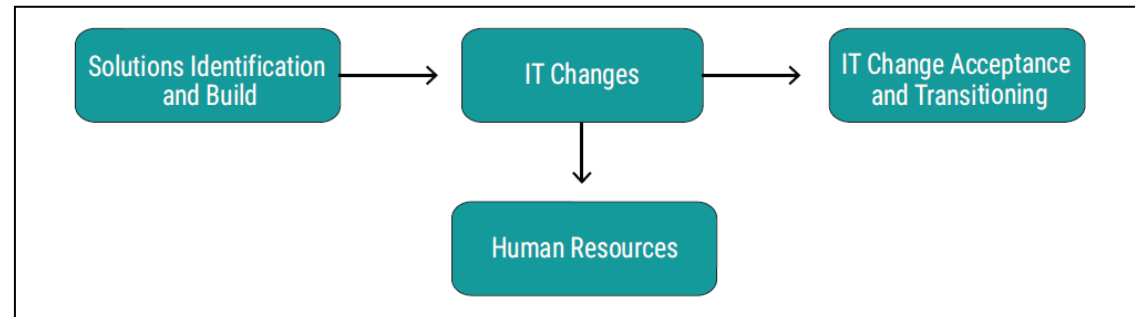 Solutions Identification
and Build
IT Changes
IT Change Acceptance
and Transitioning
Human Resources